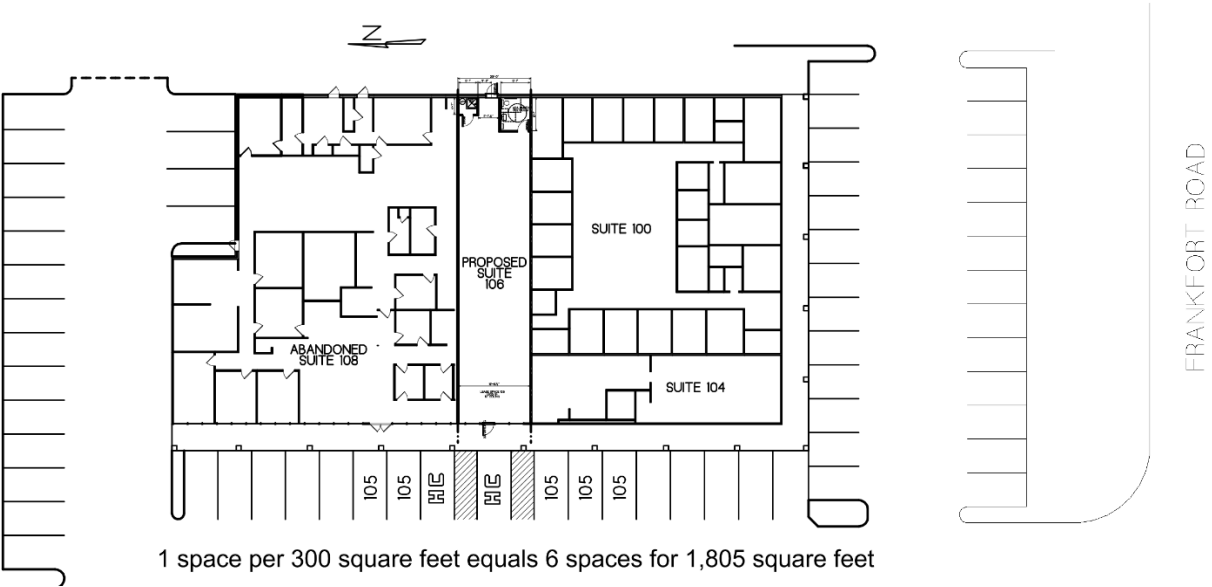 Z
SUITE 100
PROPOSED
SUITE
106
ABANDONED
SUITE 108
SUITE 104
105
105
HC
HC
105
105
105
FRANKFORT ROAD
1 space per 300 square feet equals 6 spaces for 1,805 square feet